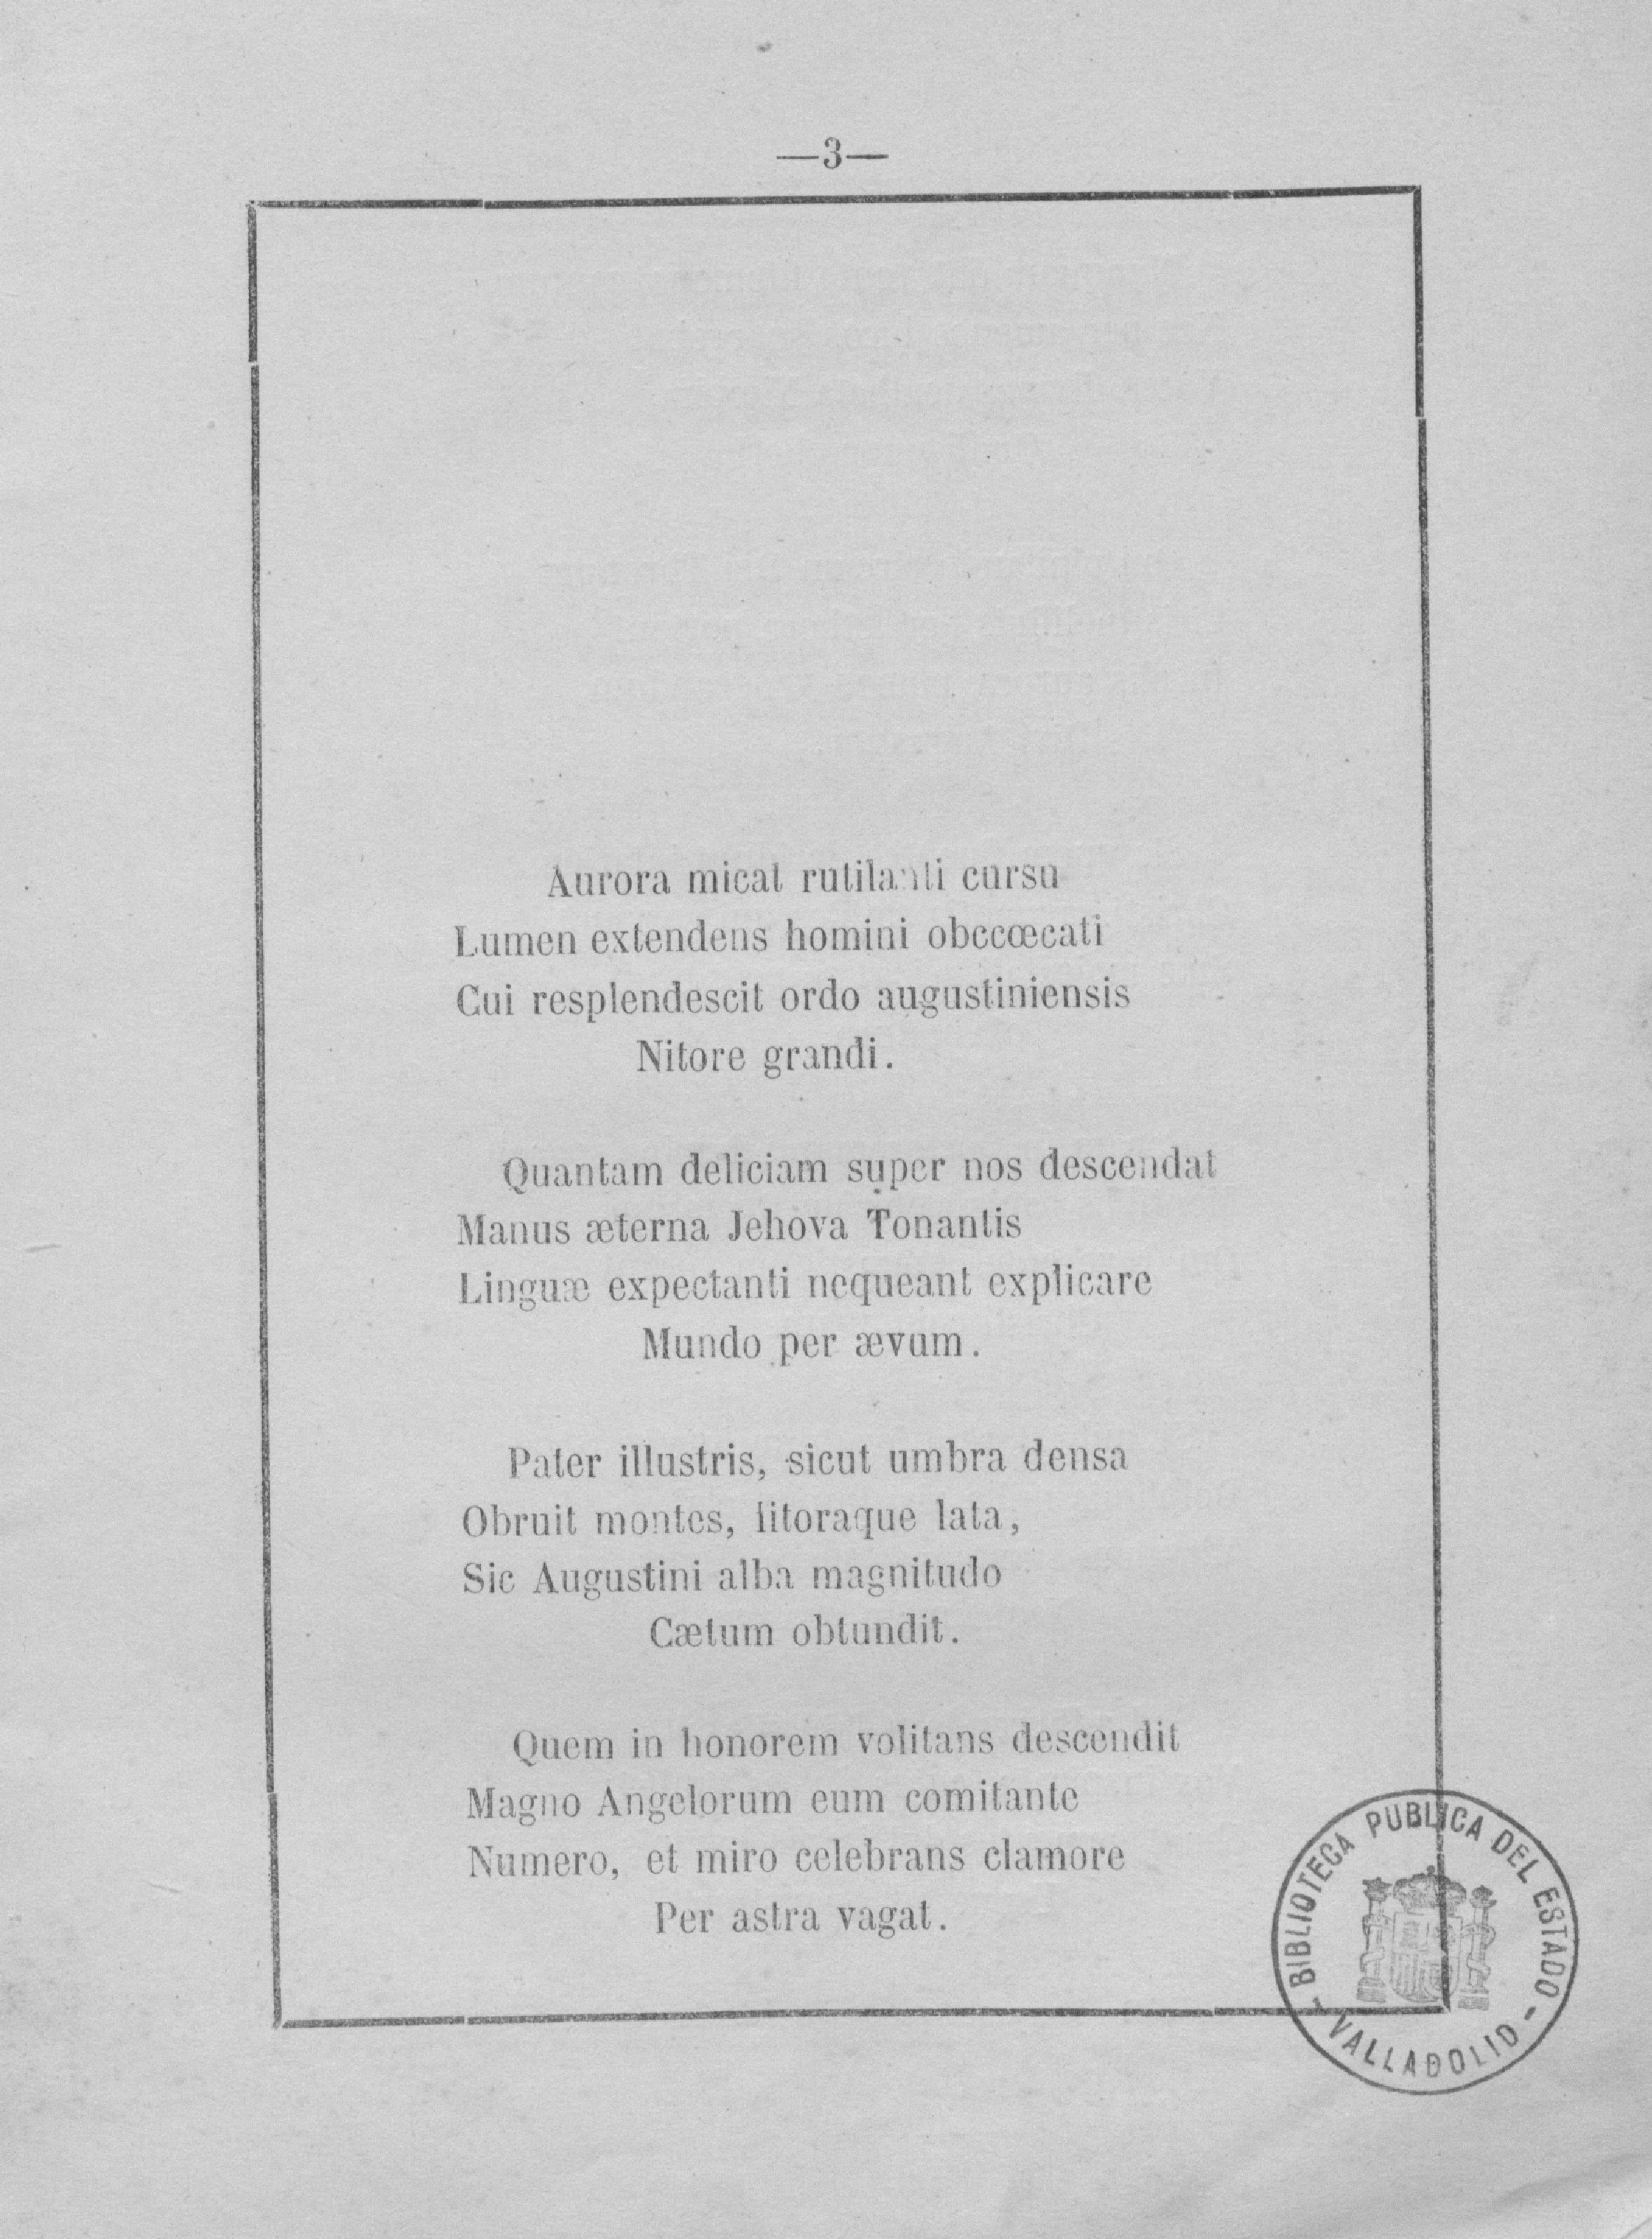 —3—
Aurora micat rutilanti cursu
Lumen extendens homini obccœcati
Cui resplendescit ordo augustiniensis
Nitore grandi.
Quantam deliciam super nos descendat
Manus æterna Jehova Tonantis
Linguæ expectanti nequeant explicare
Mundo per ævum.
Pater illustris, sicut umbra densa
Obruit montes, litoraque lata,
Sic Augustini alba magnitudo
Cætum obtundit.
Quem in honorem volitans descendit
Magno Angelorum eum comitante
Numero, et miro celebrans clamore
Per astra vagat.
BIBLIOTECA PUBLICA DEL ESTADO
- VALLADOLID -